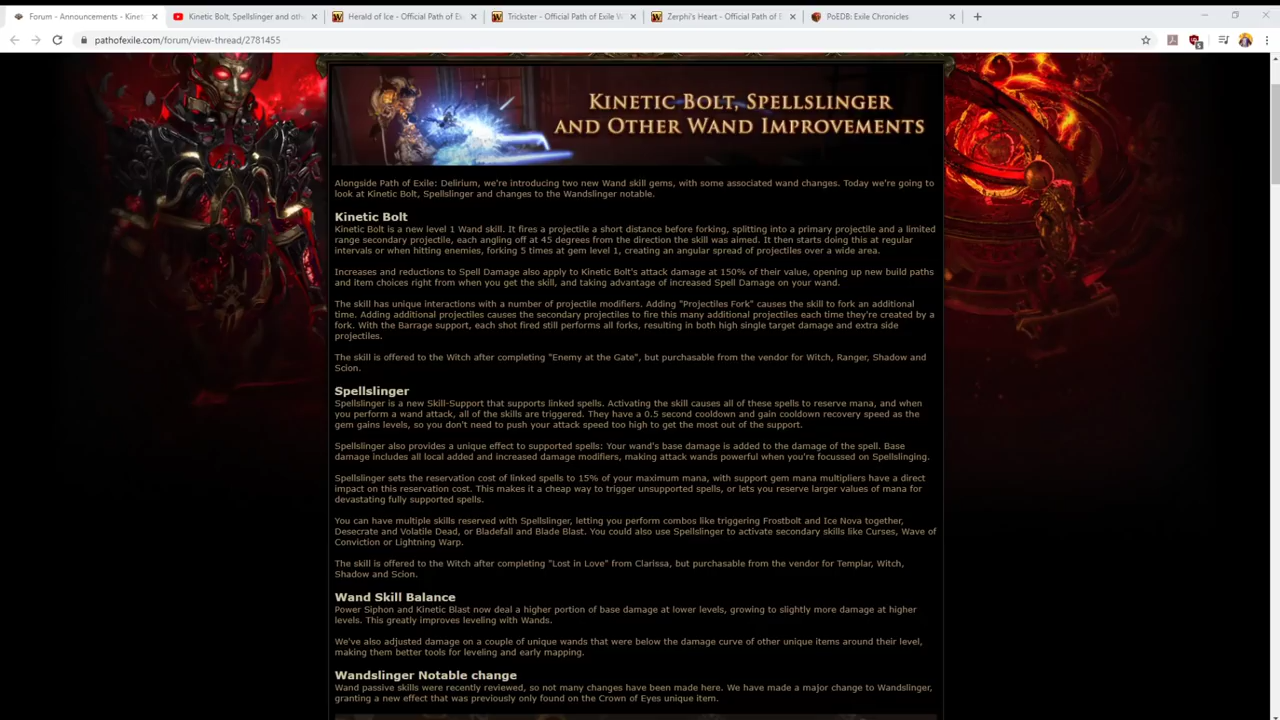 Forum - Announcements - Kinet
Kinetic Bolt, Spellslinger and oth
Herald of Ice - Official Path of Ex
Trickster - Official Path of Exile W
Zerphi's Heart - Official Path of E
PoEDB: Exile Chronicles
pathofexile.com/forum/view-thread/2781455
KINETIC BOLT, SPELLSLINGER
AND OTHER WAND IMPROVEMENTS
Alongside Path of Exile: Delirium, we're introducing two new Wand skill gems, with some associated wand changes. Today we're going to
look at Kinetic Bolt, Spellslinger and changes to the Wandslinger notable.
Kinetic Bolt
Kinetic Bolt is a new level 1 Wand skill. It fires a projectile a short distance before forking, splitting into a primary projectile and a limited
range secondary projectile, each angling off at 45 degrees from the direction the skill was aimed. It then starts doing this at regular
intervals or when hitting enemies, forking 5 times at gem level 1, creating an angular spread of projectiles over a wide area.
Increases and reductions to Spell Damage also apply to Kinetic Bolt's attack damage at 150% of their value, opening up new build paths
and item choices right from when you get the skill, and taking advantage of increased Spell Damage on your wand.
The skill has unique interactions with a number of projectile modifiers. Adding "Projectiles Fork" causes the skill to fork an additional
time. Adding additional projectiles causes the secondary projectiles to fire this many additional projectiles each time they're created by a
fork. With the Barrage support, each shot fired still performs all forks, resulting in both high single target damage and extra side
projectiles.
The skill is offered to the Witch after completing "Enemy at the Gate", but purchasable from the vendor for Witch, Ranger, Shadow and
Scion.
Spellslinger
Spellslinger is a new Skill-Support that supports linked spells. Activating the skill causes all of these spells to reserve mana, and when
you perform a wand attack, all of the skills are triggered. They have a 0.5 second cooldown and gain cooldown recovery speed as the
gem gains levels, so you don't need to push your attack speed too high to get the most out of the support.
Spellslinger also provides a unique effect to supported spells: Your wand's base damage is added to the damage of the spell. Base
damage includes all local added and increased damage modifiers, making attack wands powerful when you're focussed on Spellslinging.
Spellslinger sets the reservation cost of linked spells to 15% of your maximum mana, with support gem mana multipliers have a direct
impact on this reservation cost. This makes it a cheap way to trigger unsupported spells, or lets you reserve larger values of mana for
devastating fully supported spells.
You can have multiple skills reserved with Spellslinger, letting you perform combos like triggering Frostbolt and Ice Nova together,
Desecrate and Volatile Dead, or Bladefall and Blade Blast. You could also use Spellslinger to activate secondary skills like Curses, Wave of
Conviction or Lightning Warp.
The skill is offered to the Witch after completing "Lost in Love" from Clarissa, but purchasable from the vendor for Templar, Witch,
Shadow and Scion.
Wand Skill Balance
Power Siphon and Kinetic Blast now deal a higher portion of base damage at lower levels, growing to slightly more damage at higher
levels. This greatly improves leveling with Wands.
We've also adjusted damage on a couple of unique wands that were below the damage curve of other unique items around their level,
making them better tools for leveling and early mapping.
Wandslinger Notable change
Wand passive skills were recently reviewed, so not many changes have been made here. We have made a major change to Wandslinger,
granting a new effect that was previously only found on the Crown of Eyes unique item.